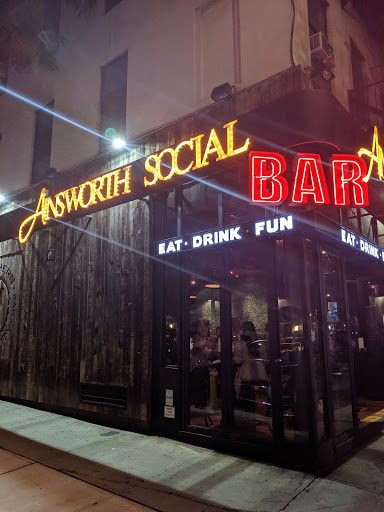 AINSWORTH SOCIAL
BAR
A
EAT · DRINK · FUN
EAT · DRINK ·